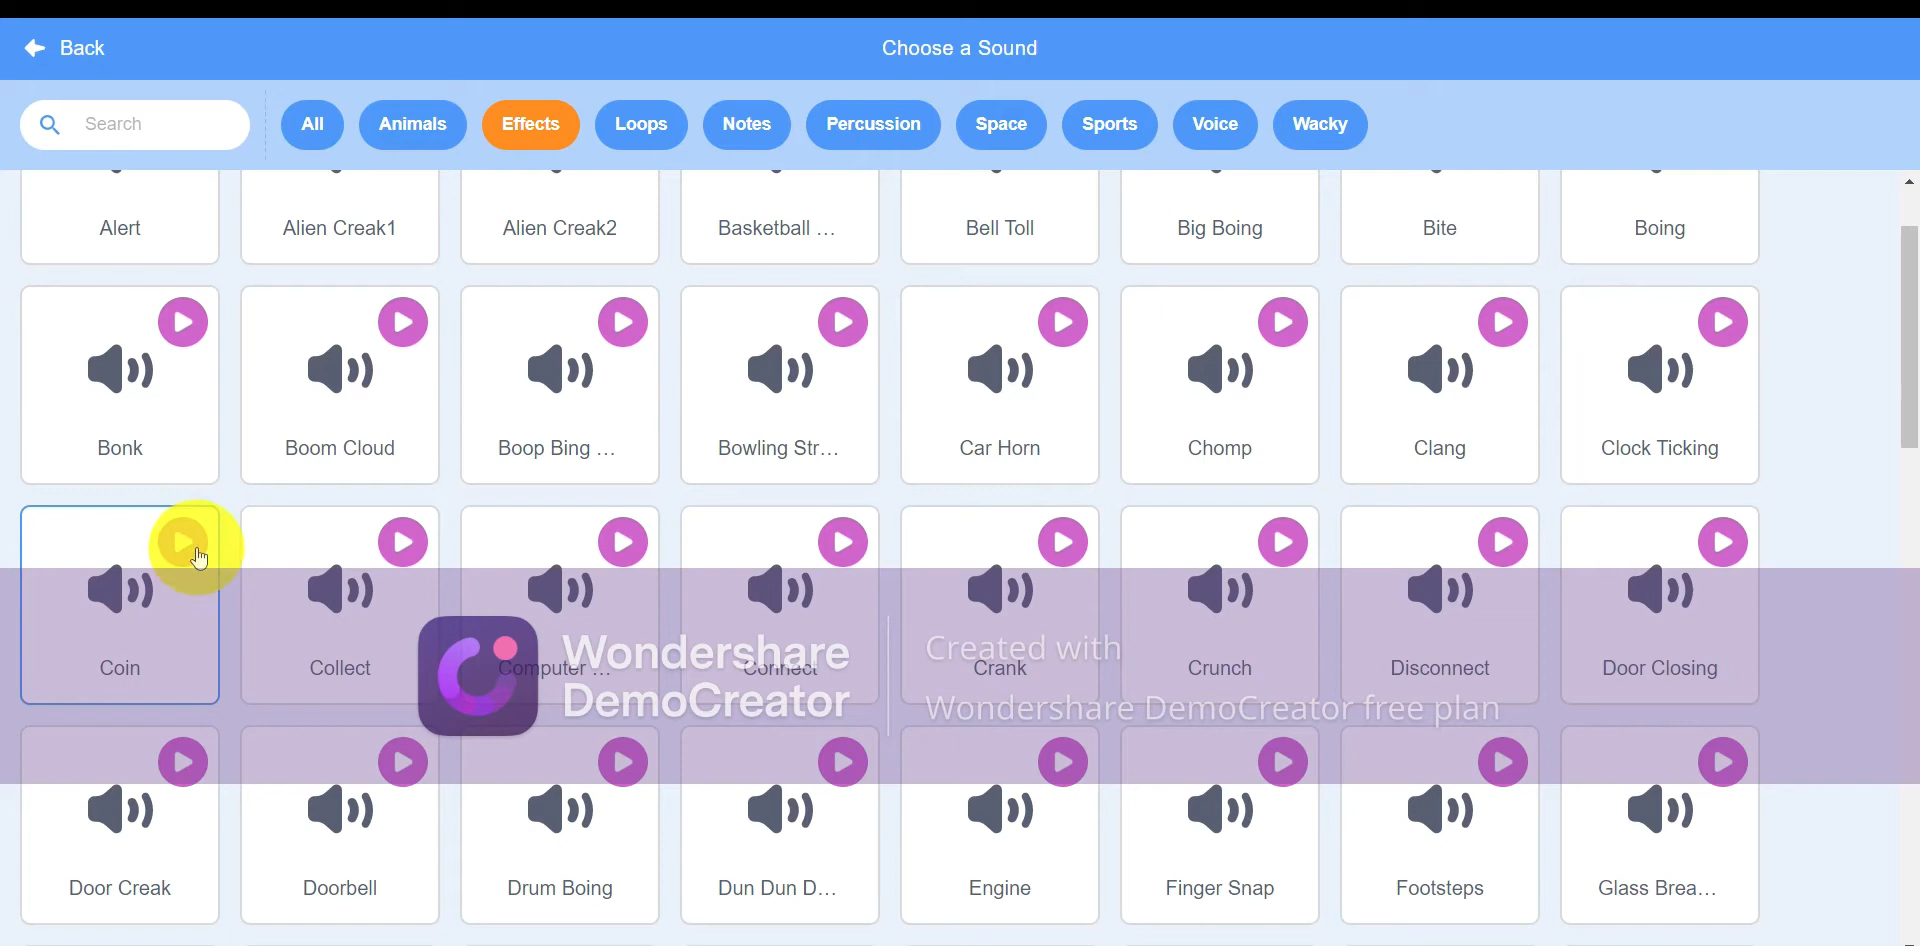 Back
Choose a Sound
Search
All
Animals
Effects
Loops
Notes
Percussion
Space
Sports
Voice
Wacky
Alert
Alien Creak1
Alien Creak2
Basketball ...
Bell Toll
Big Boing
Bite
Boing
Bonk
Boom Cloud
Boop Bing ...
Bowling Str...
Car Horn
Chomp
Clang
Clock Ticking
Coin
Collect
Computer ...
Connect
Crank
Crunch
Disconnect
Door Closing
Wondershare
DemoCreator
Created with
Wondershare DemoCreator free plan
Door Creak
Doorbell
Drum Boing
Dun Dun D...
Engine
Finger Snap
Footsteps
Glass Brea...